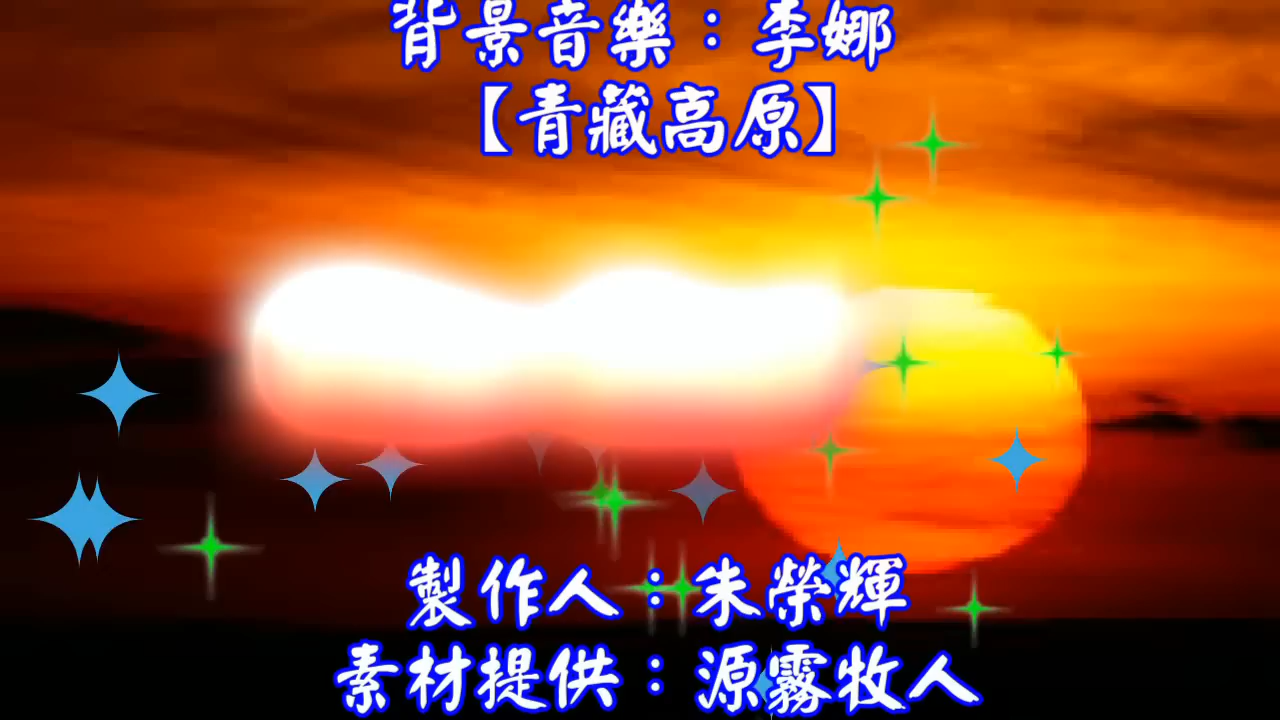 背景音樂：李娜
【青藏高原】
製作人：朱榮輝
素材提供：源霧牧人